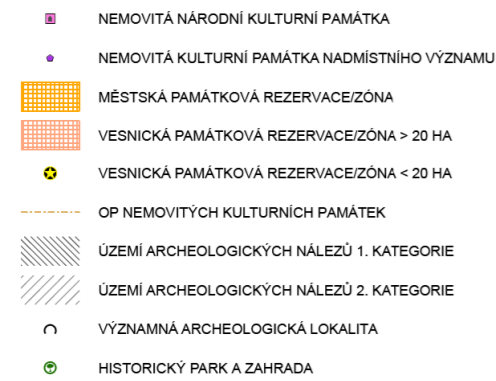 NEMOVITÁ NÁRODNÍ KULTURNÍ PAMÁTKA
NEMOVITÁ KULTURNÍ PAMÁTKA NADMÍSTNÍHO VÝZNAMU
MĚSTSKÁ PAMÁTKOVÁ REZERVACE/ZÓNA
VESNICKÁ PAMÁTKOVÁ REZERVACE/ZÓNA > 20 HA
VESNICKÁ PAMÁTKOVÁ REZERVACE/ZÓNA < 20 HA
OP NEMOVITÝCH KULTURNÍCH PAMÁTEK
ÚZEMÍ ARCHEOLOGICKÝCH NÁLEZŮ 1. KATEGORIE
ÚZEMÍ ARCHEOLOGICKÝCH NÁLEZŮ 2. KATEGORIE
VÝZNAMNÁ ARCHEOLOGICKÁ LOKALITA
HISTORICKÝ PARK A ZAHRADA